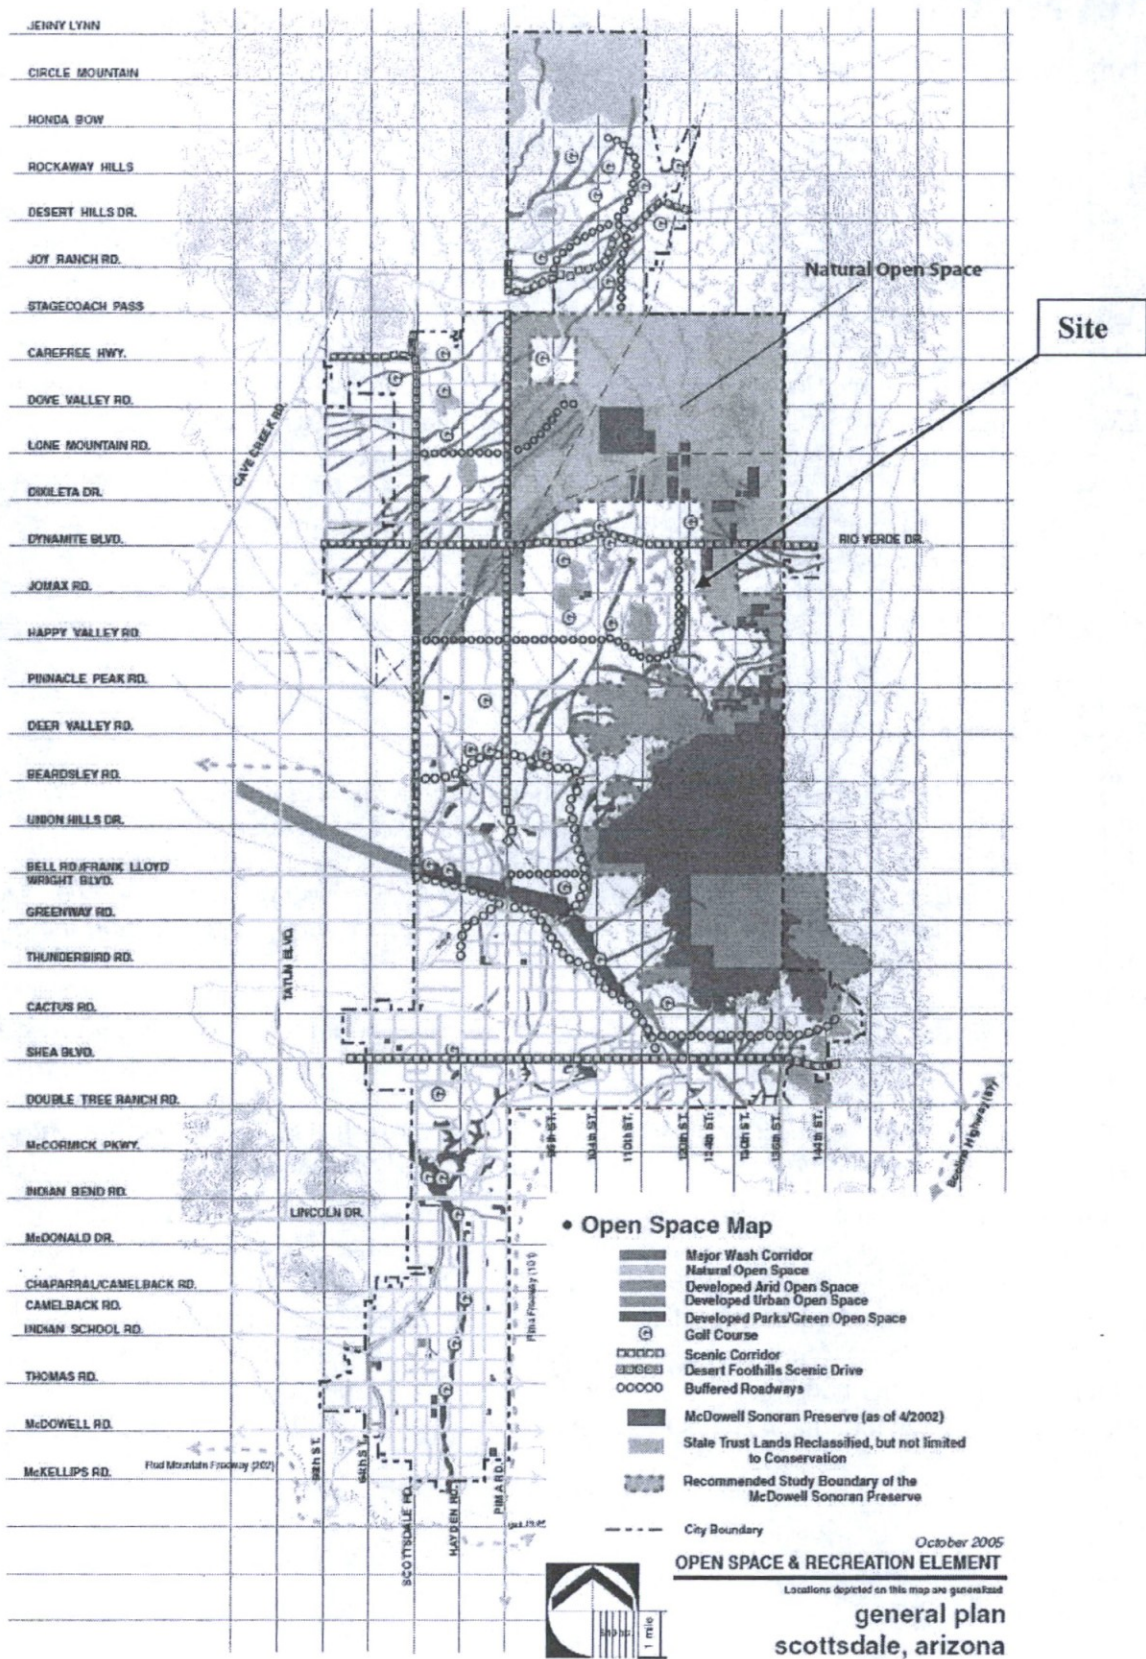 JENNY LYNN
CIRCLE MOUNTAIN
HONDA BOW
ROCKAWAY HILLS
DESERT HILLS DR.
JOY RANCH RD.
Natural Open Space
STAGECOACH PASS
Site
CAREFREE HWY.
DOVE VALLEY RD.
CAVE CREEK RD.
LONE MOUNTAIN RD.
DIXILETA DR.
DYNAMITE BLVD.
RIO VERDE DR.
JOMAX RD.
HAPPY VALLEY RD.
PINNACLE PEAK RD.
DEER VALLEY RD.
BEARDSLEY RD.
UNION HILLS DR.
BELL RD./FRANK LLOYD
WRIGHT BLVD.
GREENWAY RD.
THUNDERBIRD RD.
TATUM BLVD.
CACTUS RD.
SHEA BLVD.
DOUBLE TREE RANCH RD.
96th ST.
104th ST.
110th ST.
120th ST.
124th ST.
130th ST.
136th ST.
144th ST.
Beeline Highway (87)
McCORMICK PKWY.
INDIAN BEND RD.
LINCOLN DR.
McDONALD DR.
CHAPARRAL/CAMELBACK RD.
CAMELBACK RD.
INDIAN SCHOOL RD.
THOMAS RD.
McDOWELL RD.
McKELLIPS RD.
Pima Freeway (101)
Red Mountain Freeway (202)
64th ST.
SCOTTSDALE RD.
HAYDEN RD.
PIMA RD.
• Open Space Map
Major Wash Corridor
Natural Open Space
Developed Arid Open Space
Developed Urban Open Space
Developed Parks/Green Open Space
G Golf Course
Scenic Corridor
Desert Foothills Scenic Drive
Buffered Roadways
McDowell Sonoran Preserve (as of 4/2002)
State Trust Lands Reclassified, but not limited
to Conservation
Recommended Study Boundary of the
McDowell Sonoran Preserve
City Boundary
October 2005
OPEN SPACE & RECREATION ELEMENT
Locations depicted on this map are generalized
1 mile
general plan
scottsdale, arizona